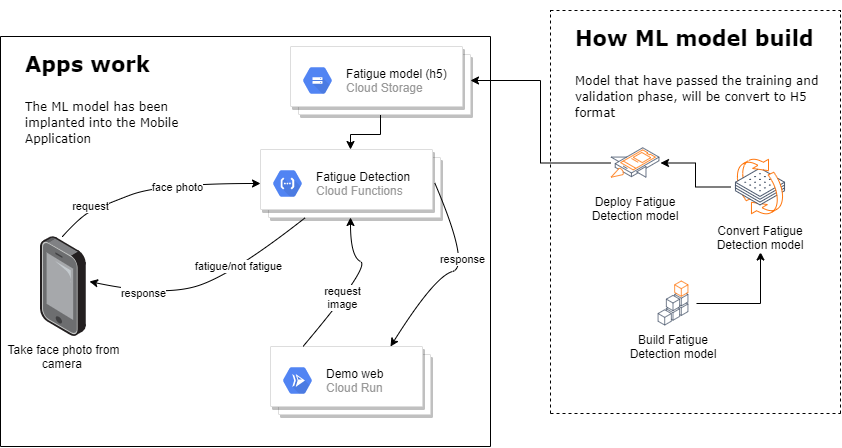 Apps work
The ML model has been
implanted into the Mobile
Application
Fatigue model (h5)
Cloud Storage
Fatigue Detection
Cloud Functions
face photo
request
fatigue/not fatigue
response
request
image
response
Take face photo from
camera
Demo web
Cloud Run
How ML model build
Model that have passed the training and
validation phase, will be convert to H5
format
Deploy Fatigue
Detection model
Convert Fatigue
Detection model
Build Fatigue
Detection model